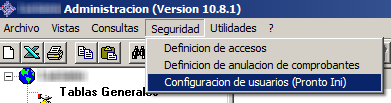 Administracion (Version 10.8.1)
Archivo Vistas Consultas Seguridad Utilidades ?
Definicion de accesos
Definicion de anulacion de comprobantes
Configuracion de usuarios (Pronto Ini)
Tablas Generales